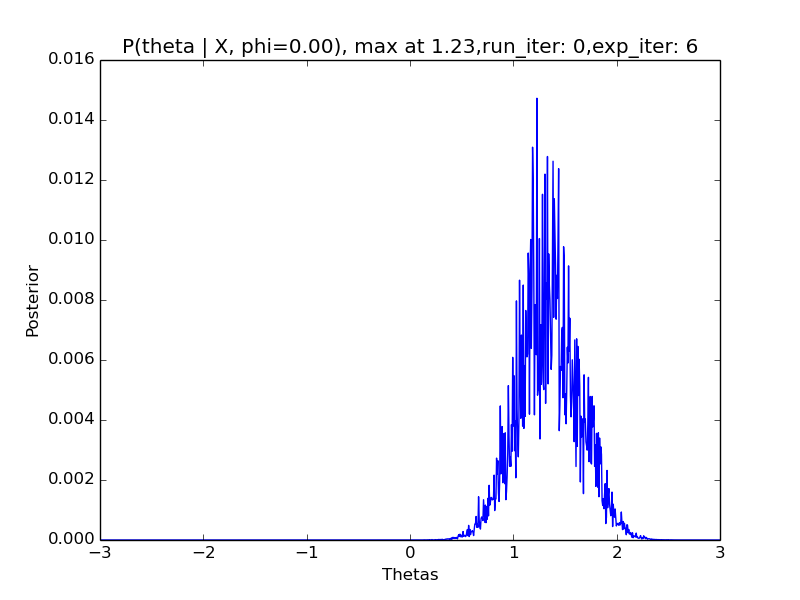 P(theta | X, phi=0.00), max at 1.23,run_iter: 0,exp_iter: 6
0.016
0.014
0.012
0.010
0.008
0.006
0.004
0.002
0.000
Posterior
−3 −2 −1 0 1 2 3
Thetas